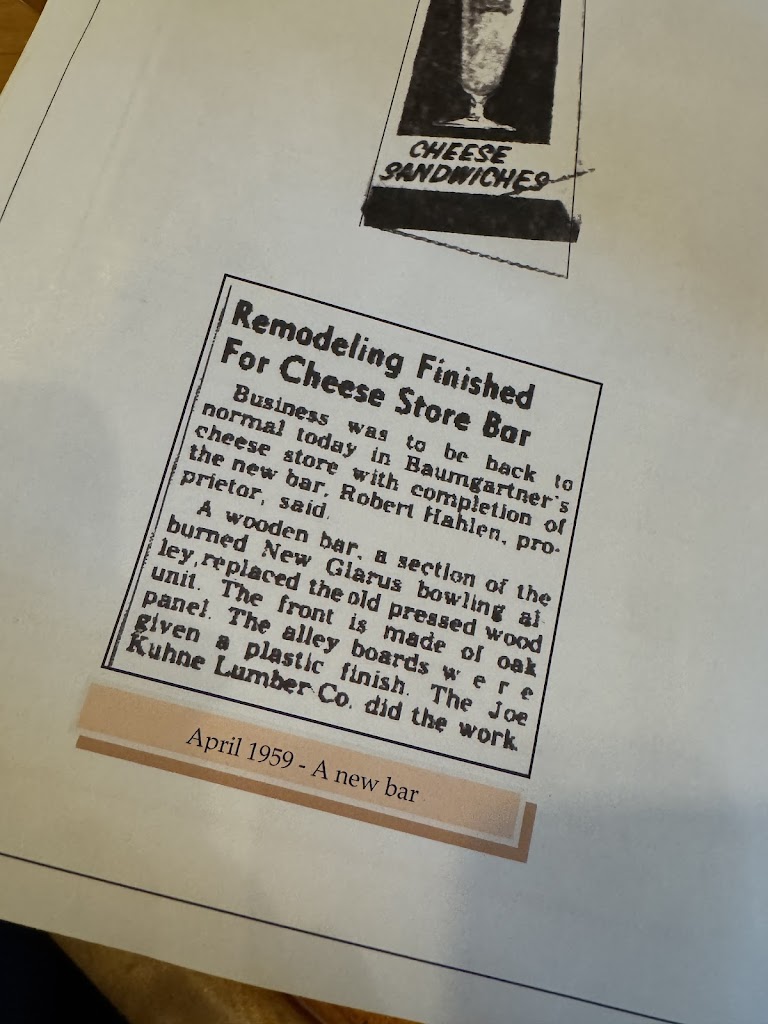 CHEESE
SANDWICHES
Remodeling Finished
For Cheese Store Bar
Business was to be back to
normal today in Baumgartner's
cheese store with completion of
the new bar, Robert Hahlen, pro-
prietor, said.
A wooden bar, a section of the
burned New Glarus bowling al
ley, replaced the old pressed wood
unit. The front is made of oak
panel. The alley boards were
given a plastic finish. The Joe
Kuhne Lumber Co. did the work.
April 1959 - A new bar